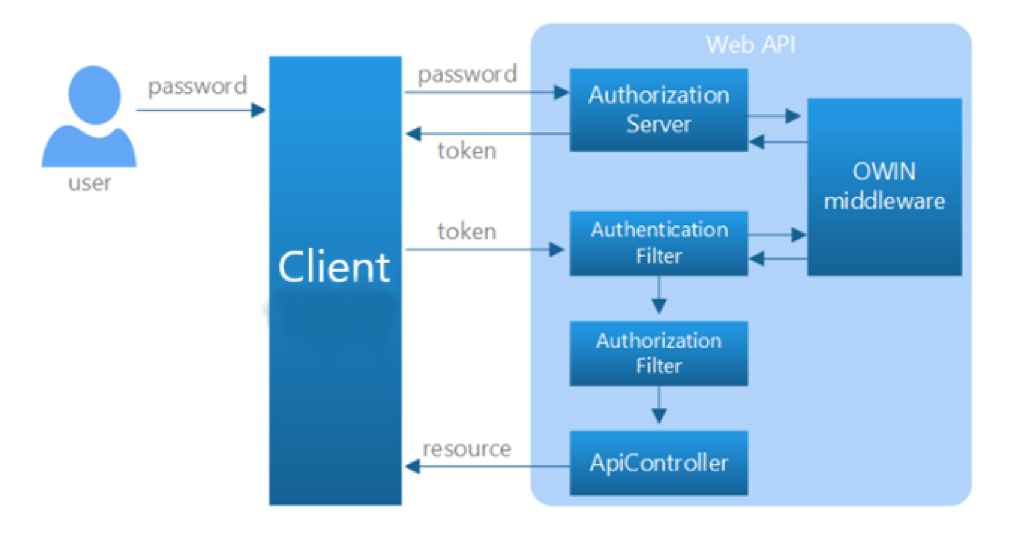 Web API
password
password
Authorization
Server
token
user
OWIN
middleware
token
Authentication
Filter
Client
Authorization
Filter
resource
ApiController